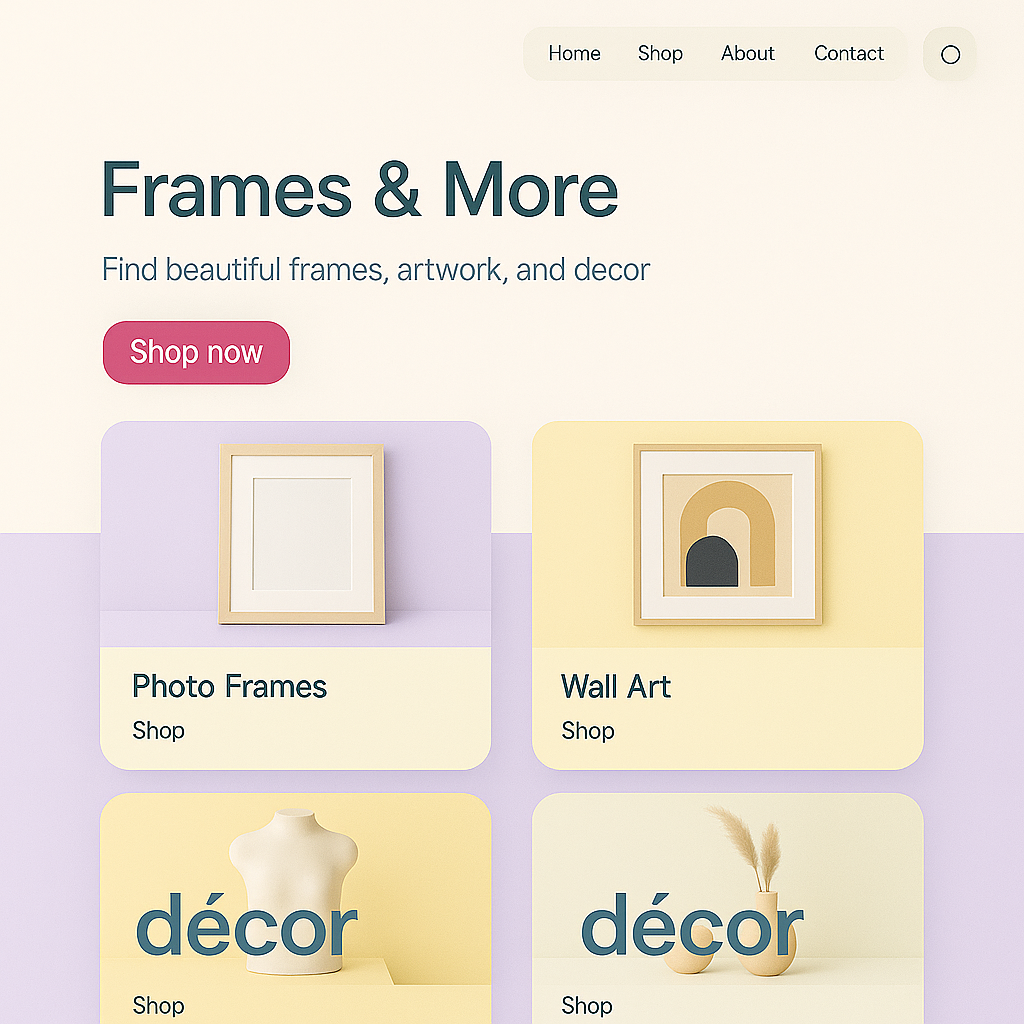 Home Shop About Contact
Frames & More
Find beautiful frames, artwork, and decor
Shop now
Photo Frames
Shop
Wall Art
Shop
décor
Shop
décor
Shop